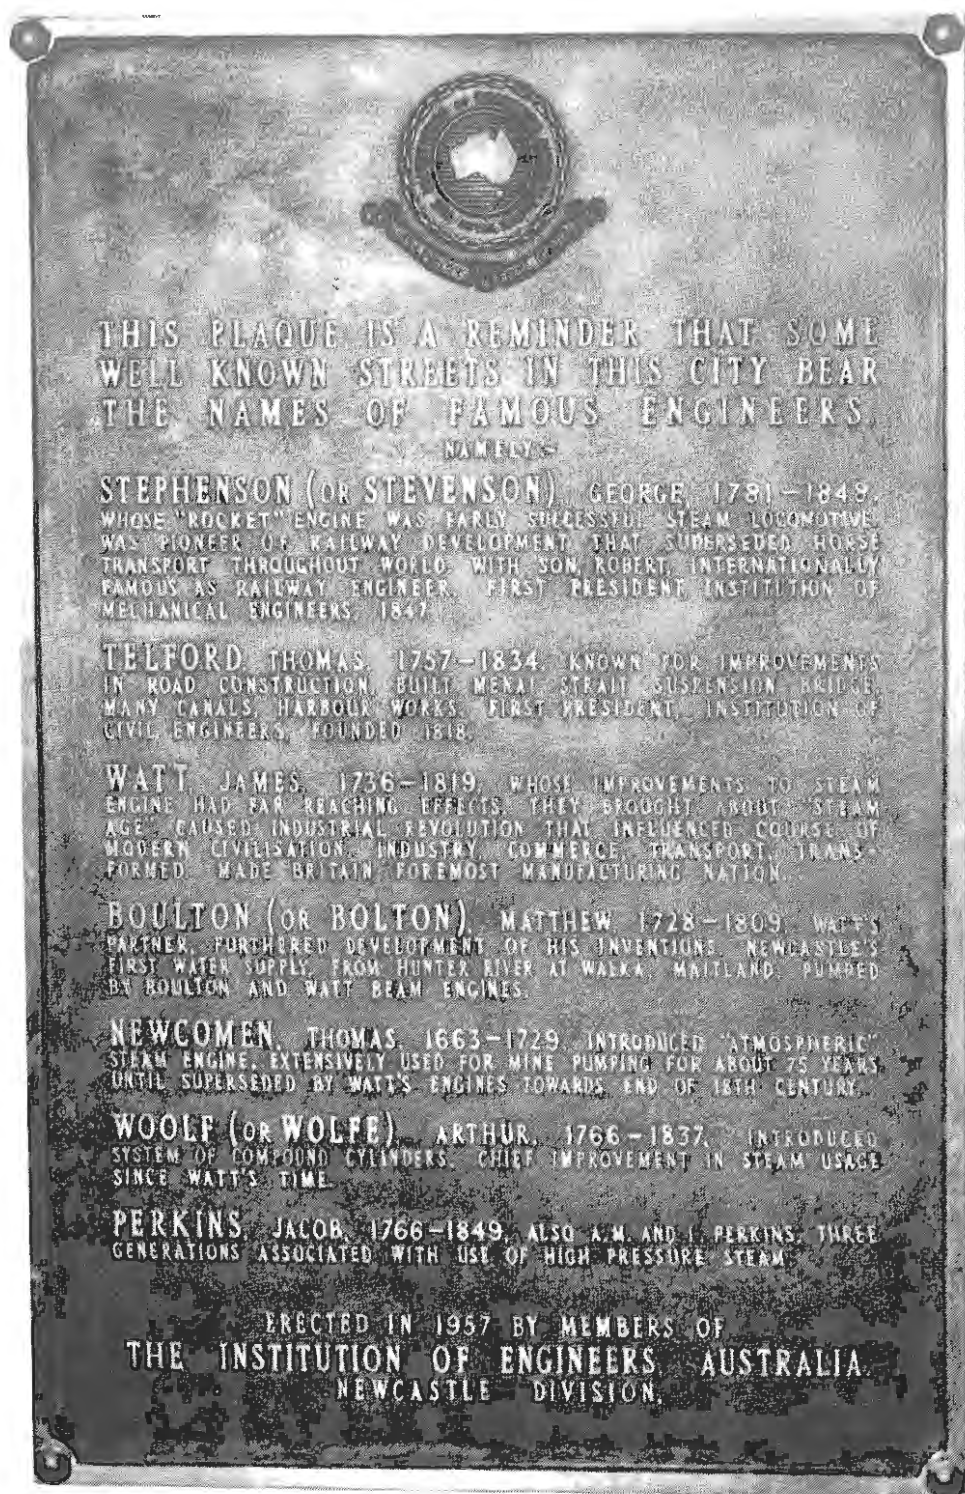 THIS PLAQUE IS A REMINDER THAT SOME
WELL KNOWN STREETS IN THIS CITY BEAR
THE NAMES OF FAMOUS ENGINEERS.
NAMELY:-
STEPHENSON (OR STEVENSON), GEORGE, 1781-1848,
WHOSE "ROCKET" ENGINE WAS EARLY SUCCESSFUL STEAM LOCOMOTIVE.
WAS PIONEER OF RAILWAY DEVELOPMENT THAT SUPERSEDED HORSE
TRANSPORT THROUGHOUT WORLD. WITH SON, ROBERT, INTERNATIONALLY
FAMOUS AS RAILWAY ENGINEER. FIRST PRESIDENT, INSTITUTION OF
MECHANICAL ENGINEERS, 1847.
TELFORD, THOMAS, 1757-1834, KNOWN FOR IMPROVEMENTS
IN ROAD CONSTRUCTION, BUILT MENAI STRAIT SUSPENSION BRIDGE,
MANY CANALS, HARBOUR WORKS. FIRST PRESIDENT, INSTITUTION OF
CIVIL ENGINEERS, FOUNDED 1818.
WATT, JAMES, 1736-1819, WHOSE IMPROVEMENTS TO STEAM
ENGINE HAD FAR REACHING EFFECTS. THEY BROUGHT ABOUT "STEAM
AGE", CAUSED INDUSTRIAL REVOLUTION THAT INFLUENCED COURSE OF
MODERN CIVILISATION, INDUSTRY, COMMERCE, TRANSPORT, TRANS-
FORMED. MADE BRITAIN FOREMOST MANUFACTURING NATION.
BOULTON (OR BOLTON), MATTHEW, 1728-1809, WATT'S
PARTNER, FURTHERED DEVELOPMENT OF HIS INVENTIONS. NEWCASTLE'S
FIRST WATER SUPPLY, FROM HUNTER RIVER AT WALKA, MAITLAND, PUMPED
BY BOULTON AND WATT BEAM ENGINES.
NEWCOMEN, THOMAS, 1663-1729, INTRODUCED "ATMOSPHERIC"
STEAM ENGINE, EXTENSIVELY USED FOR MINE PUMPING FOR ABOUT 75 YEARS
UNTIL SUPERSEDED BY WATT'S ENGINES TOWARDS END OF 18TH CENTURY.
WOOLF (OR WOLFE), ARTHUR, 1766-1837, INTRODUCED
SYSTEM OF COMPOUND CYLINDERS, CHIEF IMPROVEMENT IN STEAM USAGE
SINCE WATT'S TIME.
PERKINS, JACOB, 1766-1849, ALSO A.M. AND L. PERKINS, THREE
GENERATIONS ASSOCIATED WITH USE OF HIGH PRESSURE STEAM.
ERECTED IN 1957 BY MEMBERS OF
THE INSTITUTION OF ENGINEERS, AUSTRALIA.
NEWCASTLE DIVISION.